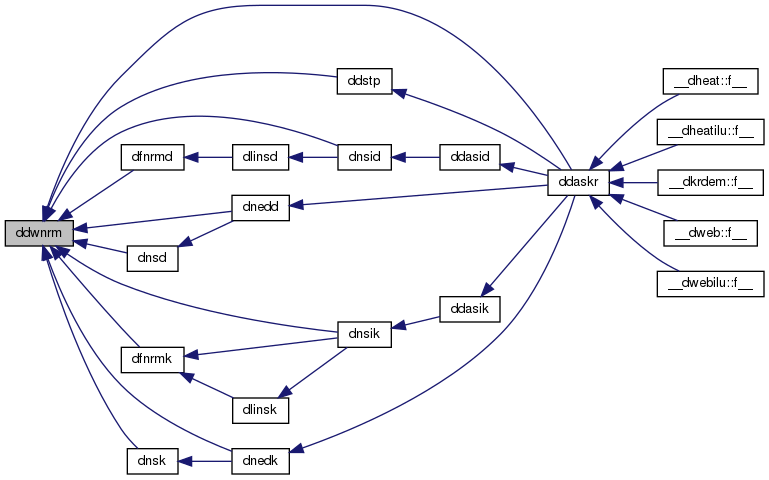 ddstp
__dheat::f__
__dheatilu::f__
dfnrmd
dlinsd
dnsid
ddasid
ddaskr
__dkrdem::f__
dnedd
ddwnrm
__dweb::f__
dnsd
__dwebilu::f__
ddasik
dnsik
dfnrmk
dlinsk
dnsk
dnedk